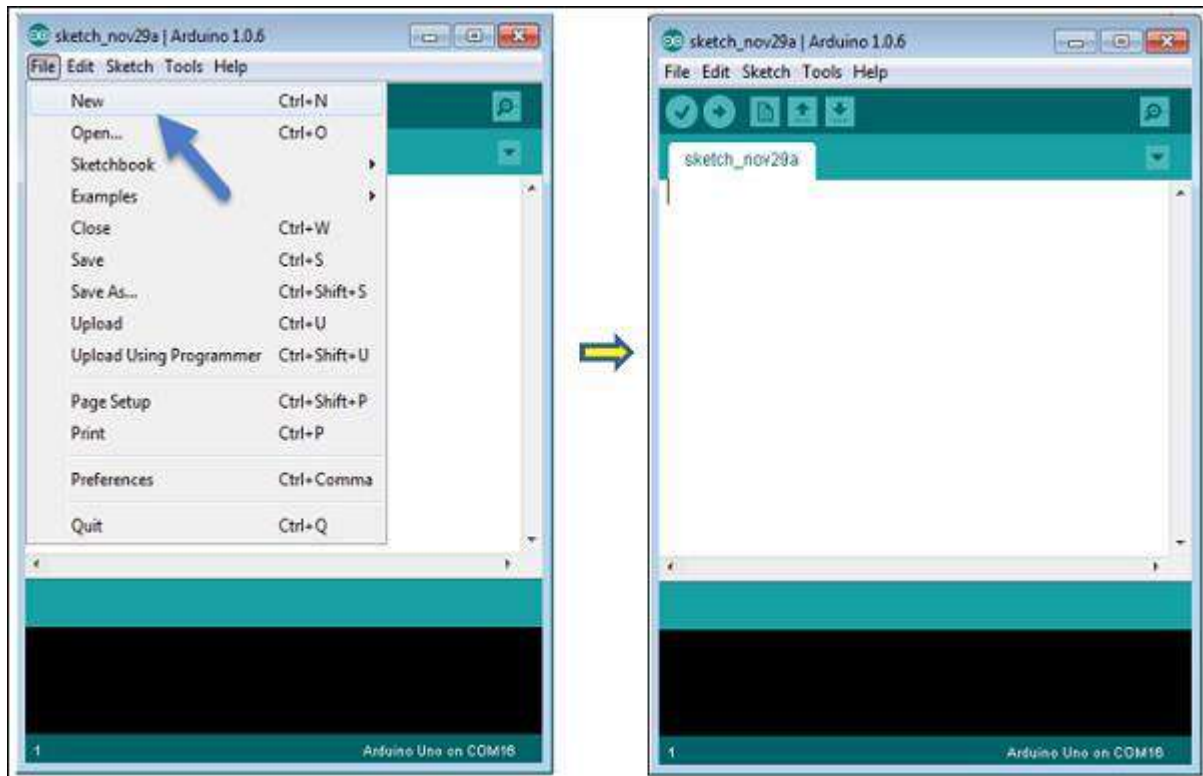 sketch_nov29a | Arduino 1.0.6
File Edit Sketch Tools Help
New Ctrl+N
Open... Ctrl+O
Sketchbook
Examples
Close Ctrl+W
Save Ctrl+S
Save As... Ctrl+Shift+S
Upload Ctrl+U
Upload Using Programmer Ctrl+Shift+U
Page Setup Ctrl+Shift+P
Print Ctrl+P
Preferences Ctrl+Comma
Quit Ctrl+Q
1 Arduino Uno on COM16
sketch_nov29a | Arduino 1.0.6
File Edit Sketch Tools Help
sketch_nov29a
1 Arduino Uno on COM16